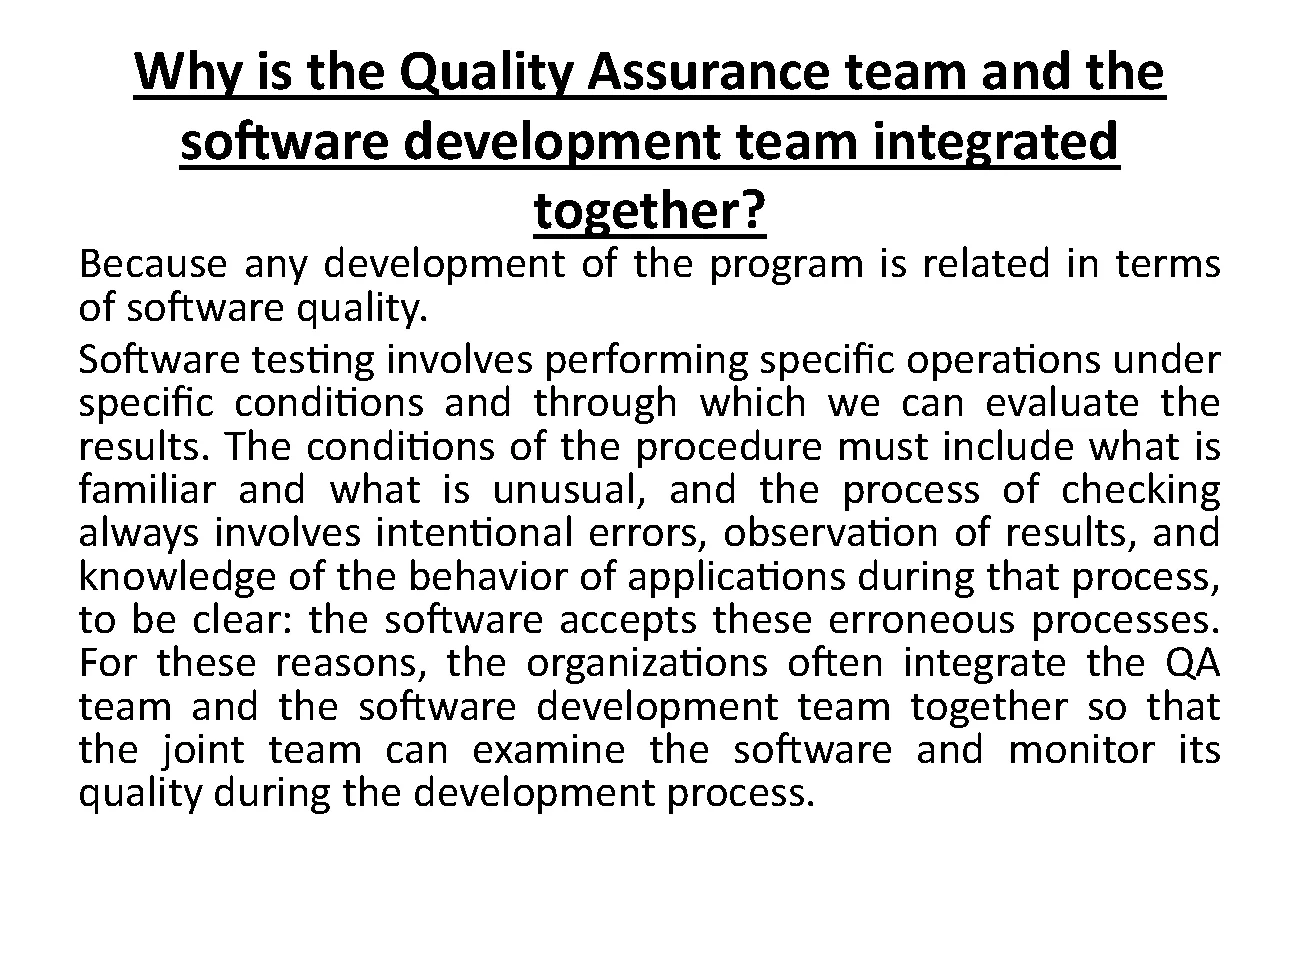 Why is the Quality Assurance team and the
software development team integrated
together?
Because any development of the program is related in terms
of software quality.
Software testing involves performing specific operations under
specific conditions and through which we can evaluate the
results. The conditions of the procedure must include what is
familiar and what is unusual, and the process of checking
always involves intentional errors, observation of results, and
knowledge of the behavior of applications during that process,
to be clear: the software accepts these erroneous processes.
For these reasons, the organizations often integrate the QA
team and the software development team together so that
the joint team can examine the software and monitor its
quality during the development process.